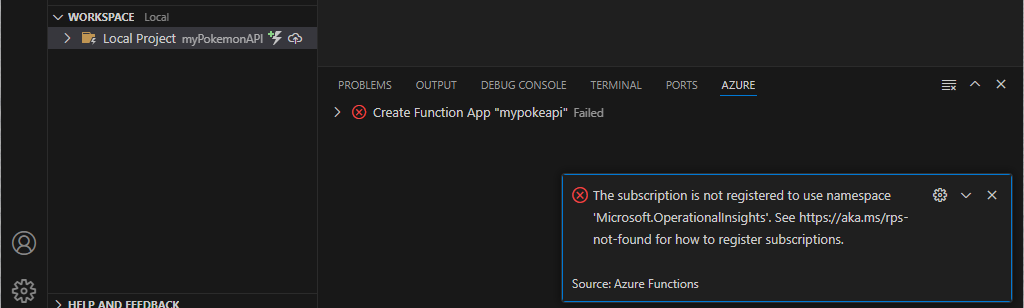 WORKSPACE Local
Local Project myPokemonAPI
PROBLEMS OUTPUT DEBUG CONSOLE TERMINAL PORTS AZURE
Create Function App "mypokeapi" Failed
The subscription is not registered to use namespace
'Microsoft.OperationalInsights'. See https://aka.ms/rps-
not-found for how to register subscriptions.
Source: Azure Functions
HELP AND FEEDBACK